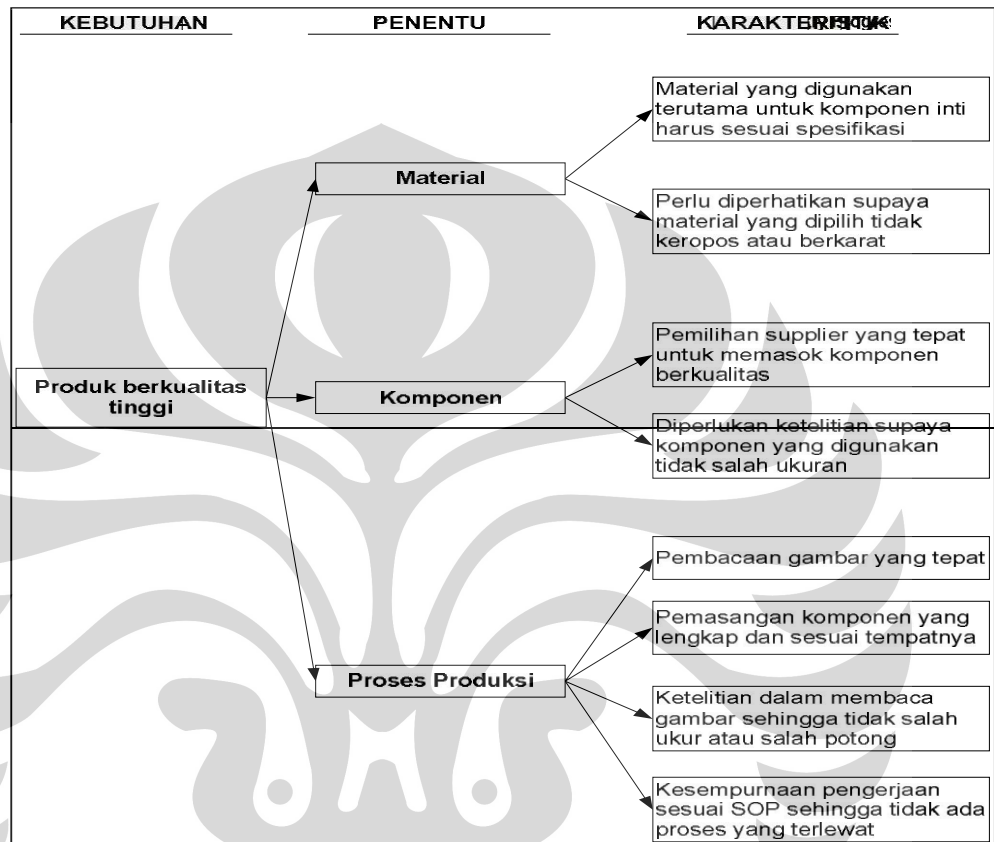 KEBUTUHAN
PENENTU
KARAKTERISTIK
Material yang digunakan
terutama untuk komponen inti
harus sesuai spesifikasi
Material
Perlu diperhatikan supaya
material yang dipilih tidak
keropos atau berkarat
Pemilihan supplier yang tepat
untuk memasok komponen
berkualitas
Produk berkualitas
tinggi
Komponen
Diperlukan ketelitian supaya
komponen yang digunakan
tidak salah ukuran
Pembacaan gambar yang tepat
Pemasangan komponen yang
lengkap dan sesuai tempatnya
Proses Produksi
Ketelitian dalam membaca
gambar sehingga tidak salah
ukur atau salah potong
Kesempurnaan pengerjaan
sesuai SOP sehingga tidak ada
proses yang terlewat